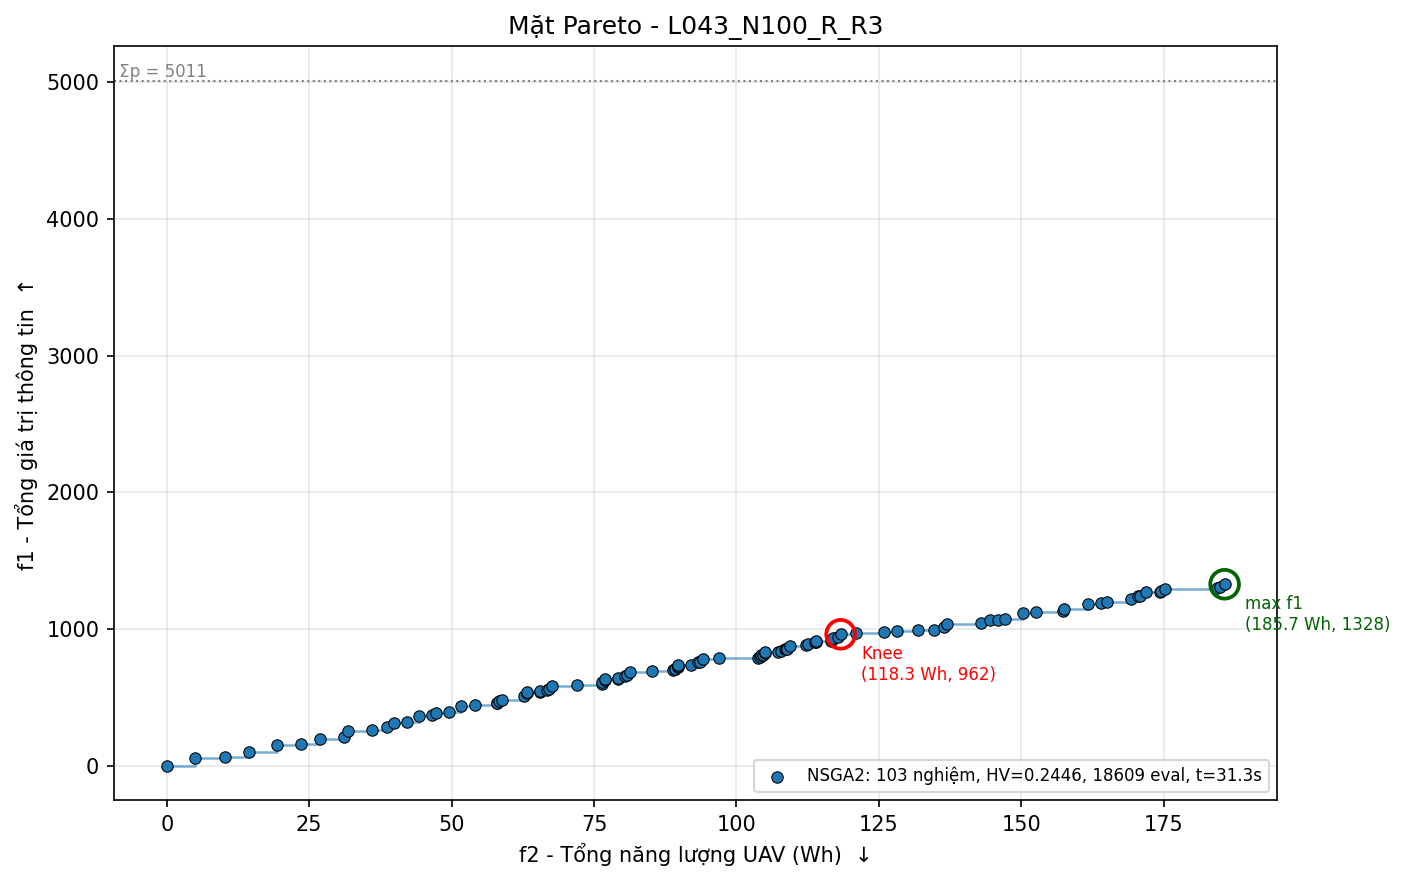 Mặt Pareto - L043_N100_R_R3
Σp = 5011
5000
4000
3000
2000
1000
0
f1 - Tổng giá trị thông tin ↑
max f1
(185.7 Wh, 1328)
Knee
(118.3 Wh, 962)
NSGA2: 103 nghiệm, HV=0.2446, 18609 eval, t=31.3s
0 25 50 75 100 125 150 175
f2 - Tổng năng lượng UAV (Wh) ↓